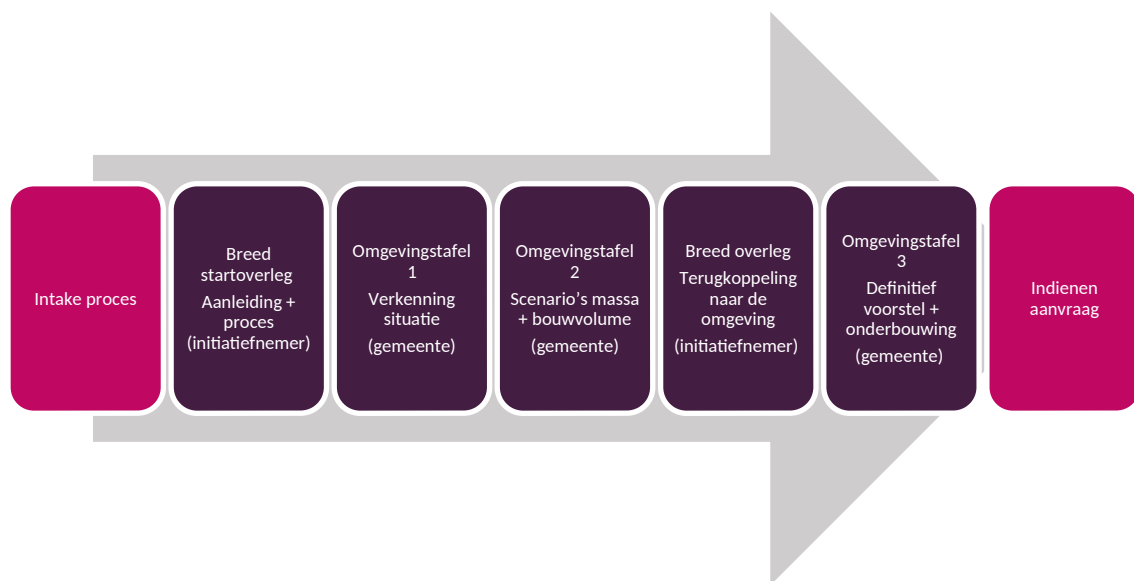 Intake proces
Breed
startoverleg
Aanleiding +
proces
(initiatiefnemer)
Omgevingstafel
1
Verkenning
situatie
(gemeente)
Omgevingstafel
2
Scenario’s massa
+ bouwvolume
(gemeente)
Breed overleg
Terugkoppeling
naar de
omgeving
(initiatiefnemer)
Omgevingstafel
3
Definitief
voorstel +
onderbouwing
(gemeente)
Indienen
aanvraag